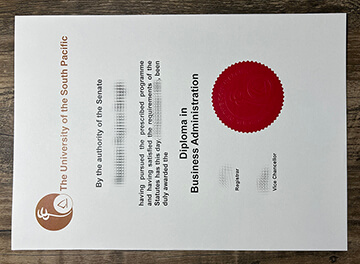 The University of the South Pacific
By the authority of the Senate
having pursued the prescribed programme
and having satisfied the requirements of the
Statutes has this day, , been
duly awarded the
Diploma in
Business Administration
Registrar
Vice Chancellor